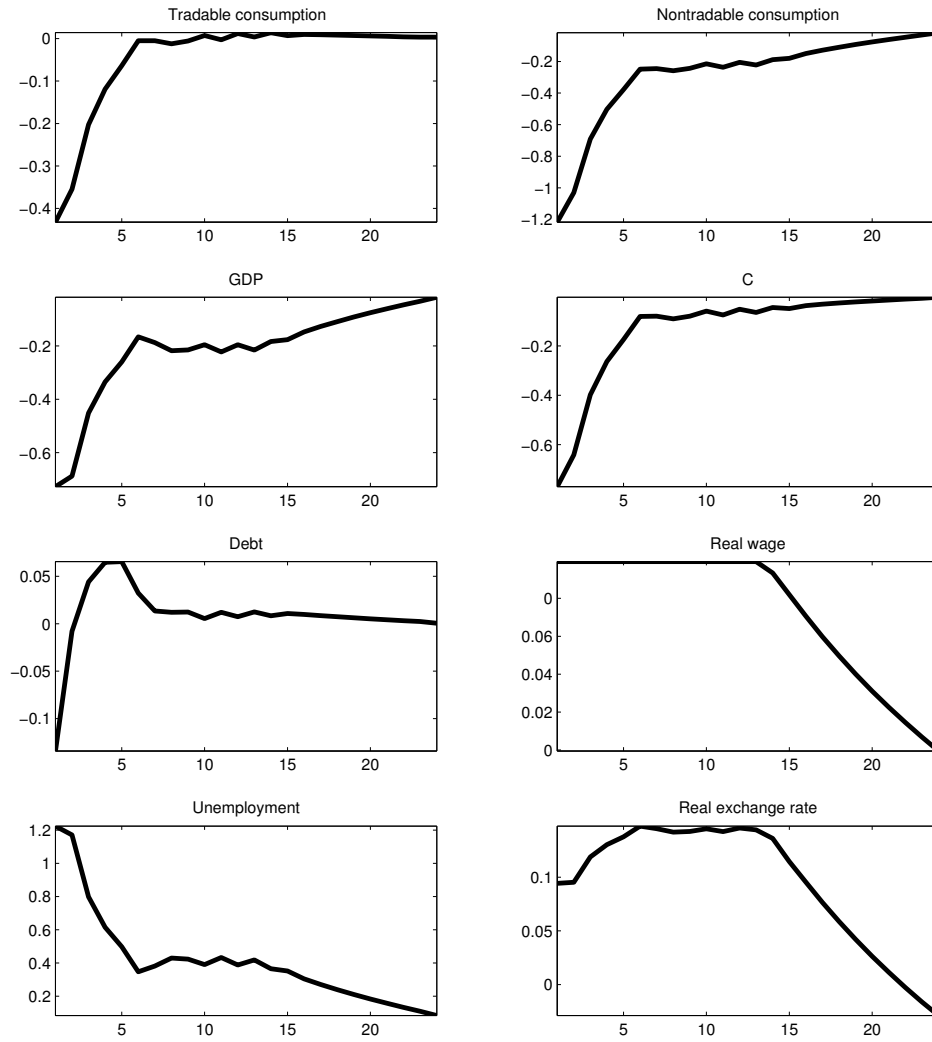 Tradable consumption
0
−0.1
−0.2
−0.3
−0.4
5 10 15 20
Nontradable consumption
−0.2
−0.4
−0.6
−0.8
−1
−1.2
5 10 15 20
GDP
−0.2
−0.4
−0.6
5 10 15 20
C
−0.2
−0.4
−0.6
5 10 15 20
Debt
0.05
0
−0.05
−0.1
5 10 15 20
Real wage
0
0.06
0.04
0.02
0
5 10 15 20
Unemployment
1.2
1
0.8
0.6
0.4
0.2
5 10 15 20
Real exchange rate
0.1
0.05
0
5 10 15 20